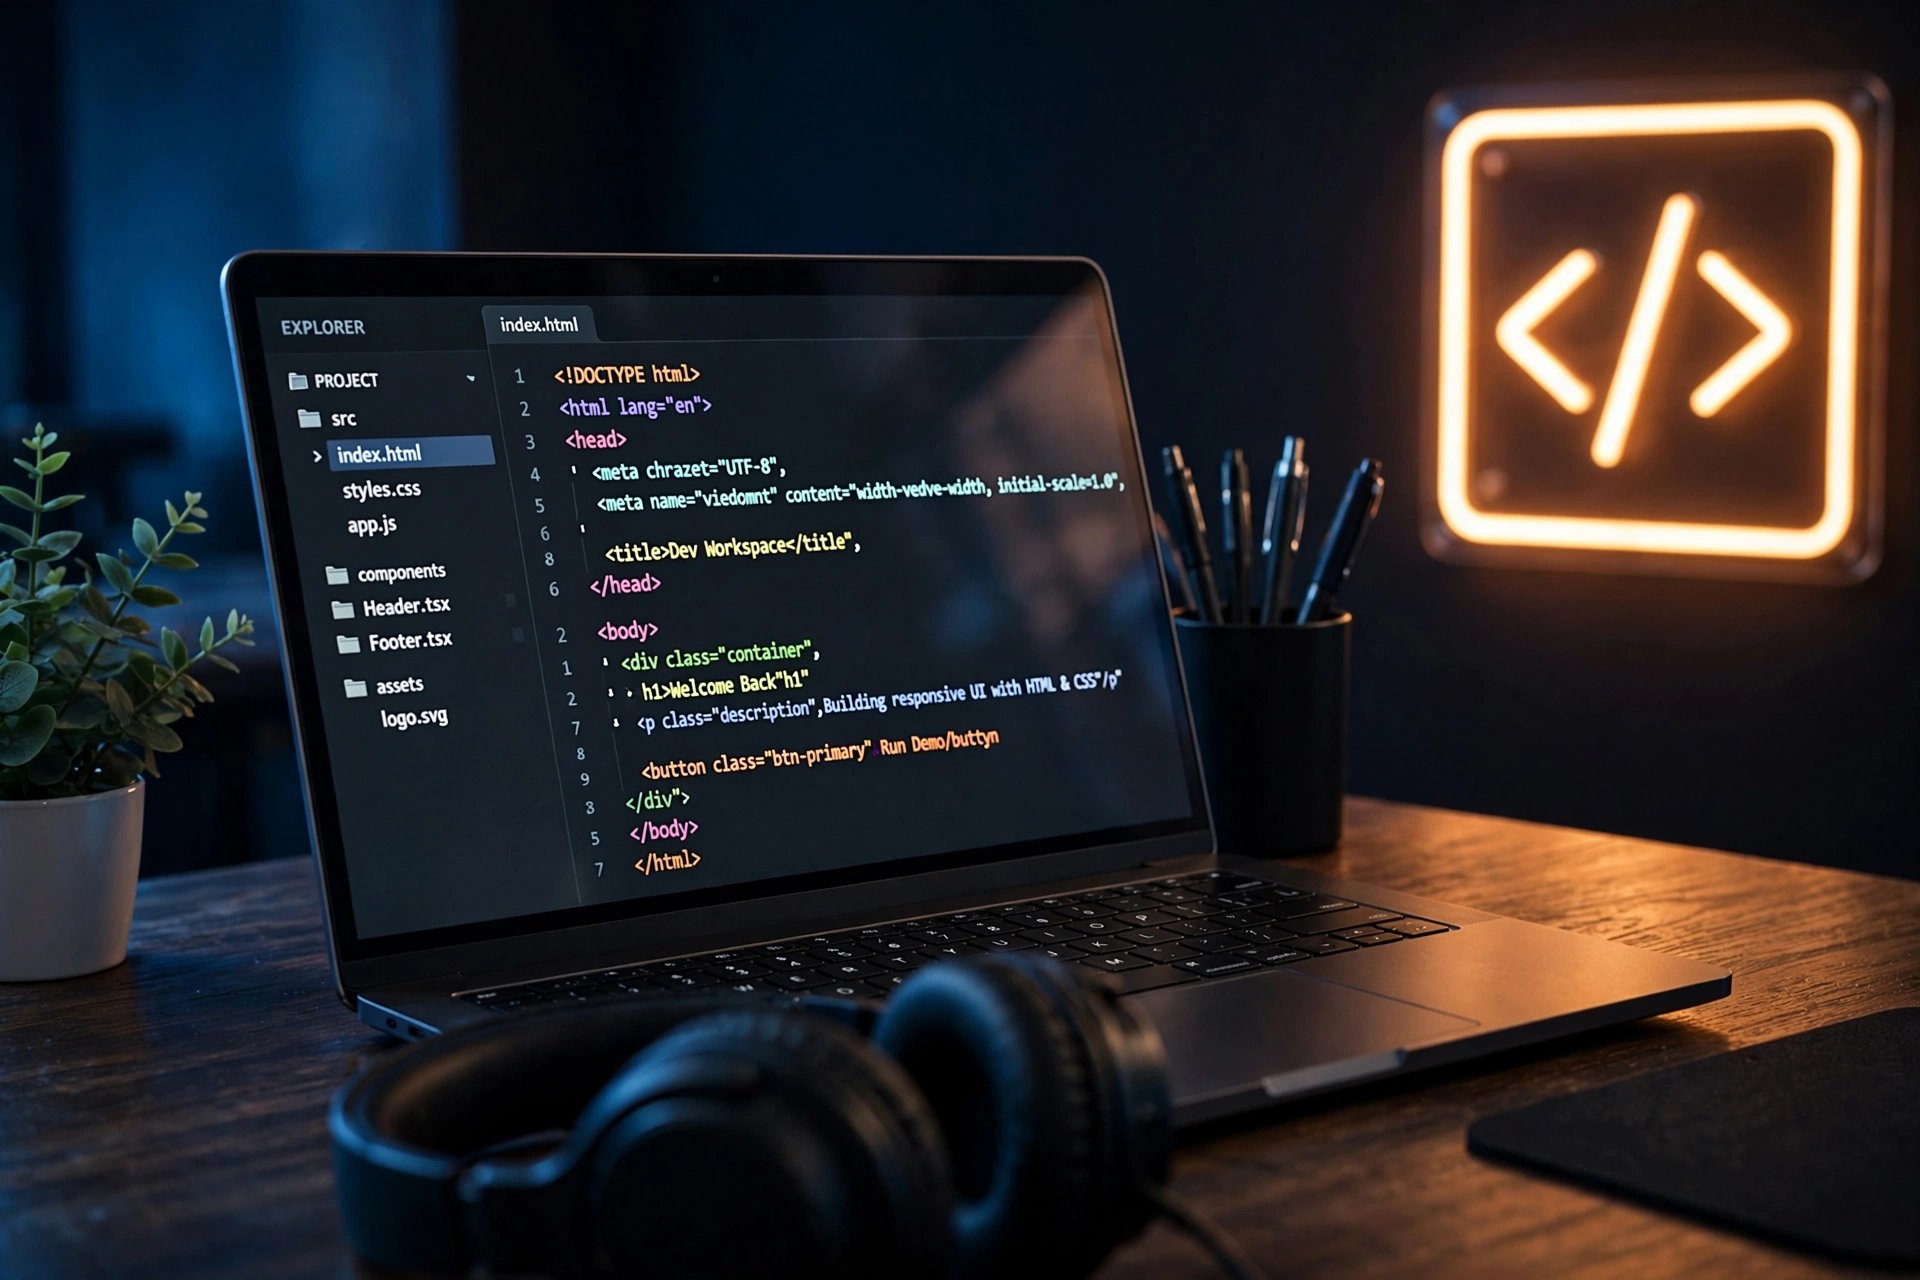 EXPLORER
PROJECT
src
> index.html
styles.css
app.js
components
Header.tsx
Footer.tsx
assets
logo.svg
index.html
1 <!DOCTYPE html>
2 <html lang="en">
3 <head>
4 <meta chrazet="UTF-8",
5 <meta name="viedomnt" content="width-vedve-width, initial-scale=1.0",
6
8 <title>Dev Workspace</title",
6 </head>
2 <body>
1 <div class="container",
2 h1>Welcome Back"h1"
7 <p class="description",Building responsive UI with HTML & CSS"/p"
8
9 <button class="btn-primary" Run Demo/buttyn
8 </div">
5 </body>
7 </html>
</>